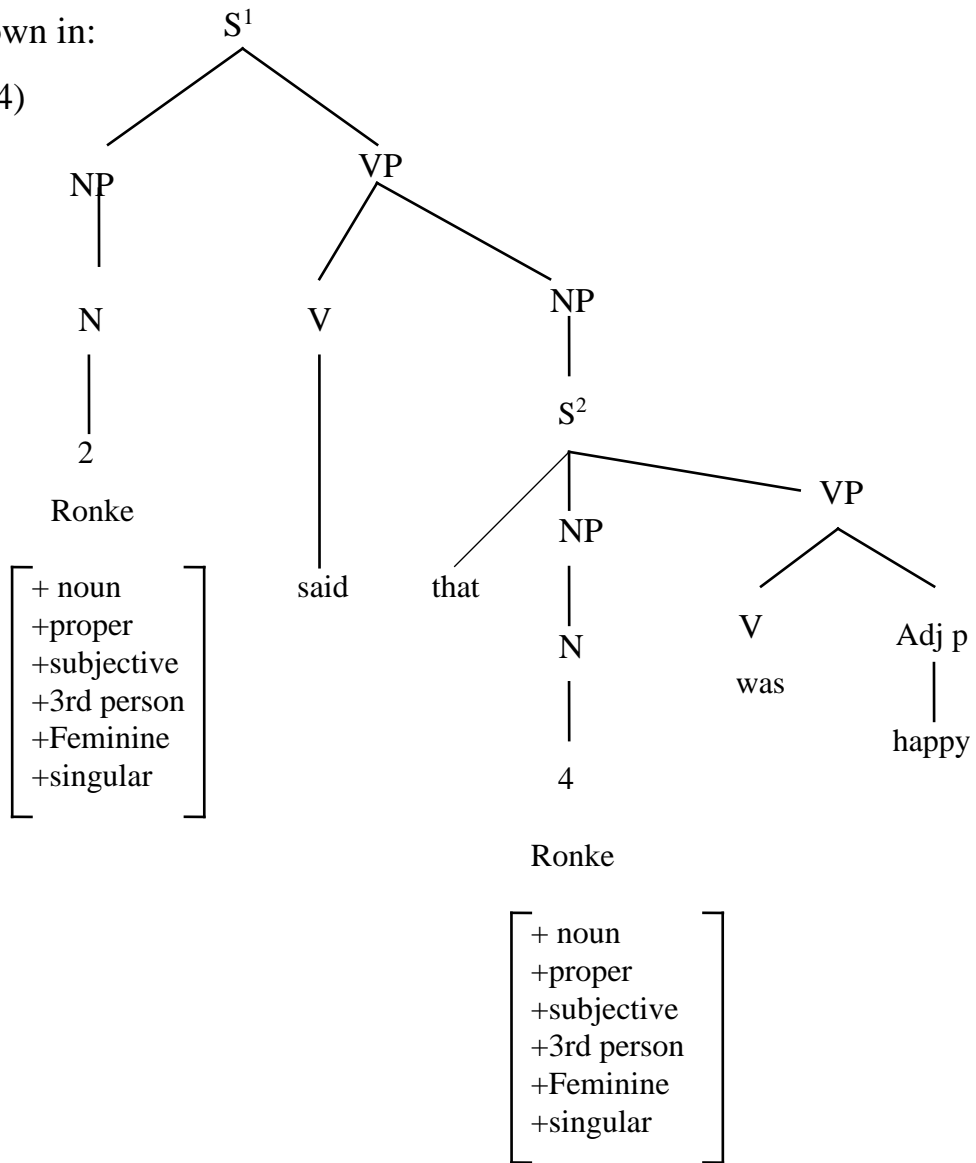 own in:
S¹
4)
NP
VP
N
V
NP
2
S²
Ronke
VP
NP
+ noun
+proper
+subjective
+3rd person
+Feminine
+singular
said
that
N
V
Adj p
was
happy
4
Ronke
+ noun
+proper
+subjective
+3rd person
+Feminine
+singular